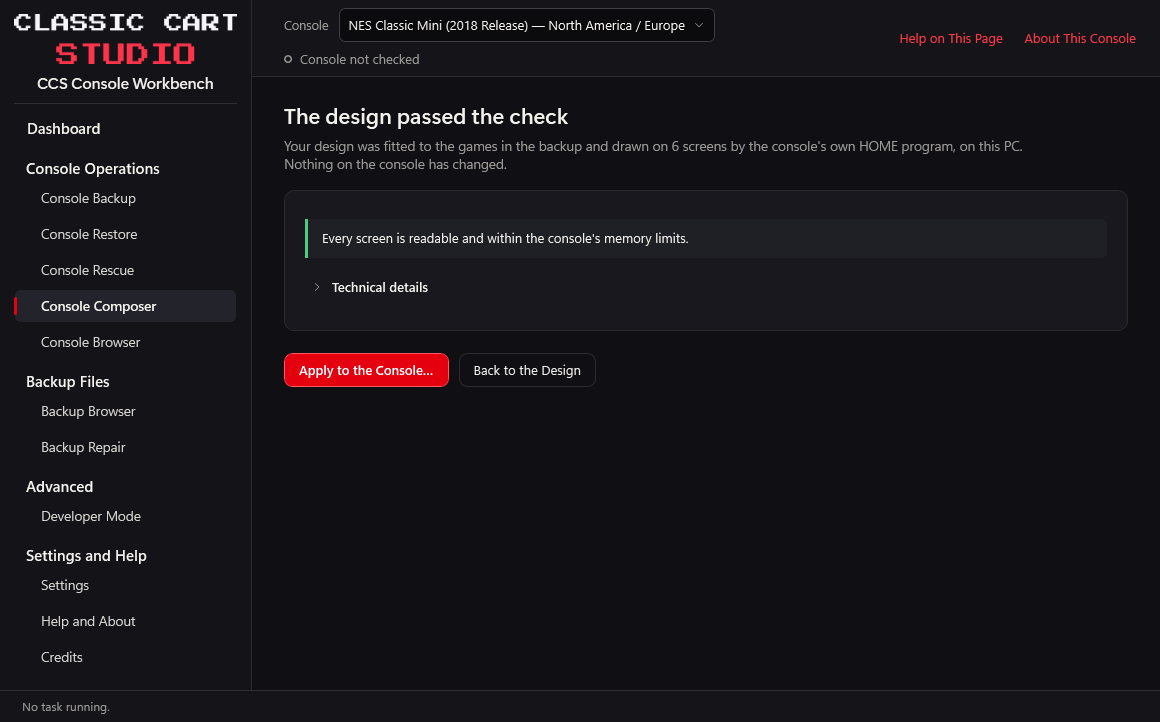 CLASSIC CART
STUDIO
CCS Console Workbench
Dashboard
Console Operations
Console Backup
Console Restore
Console Rescue
Console Composer
Console Browser
Backup Files
Backup Browser
Backup Repair
Advanced
Developer Mode
Settings and Help
Settings
Help and About
Credits
Console
NES Classic Mini (2018 Release) — North America / Europe
Console not checked
Help on This Page
About This Console
The design passed the check
Your design was fitted to the games in the backup and drawn on 6 screens by the console's own HOME program, on this PC.
Nothing on the console has changed.
Every screen is readable and within the console's memory limits.
Technical details
Apply to the Console...
Back to the Design
No task running.